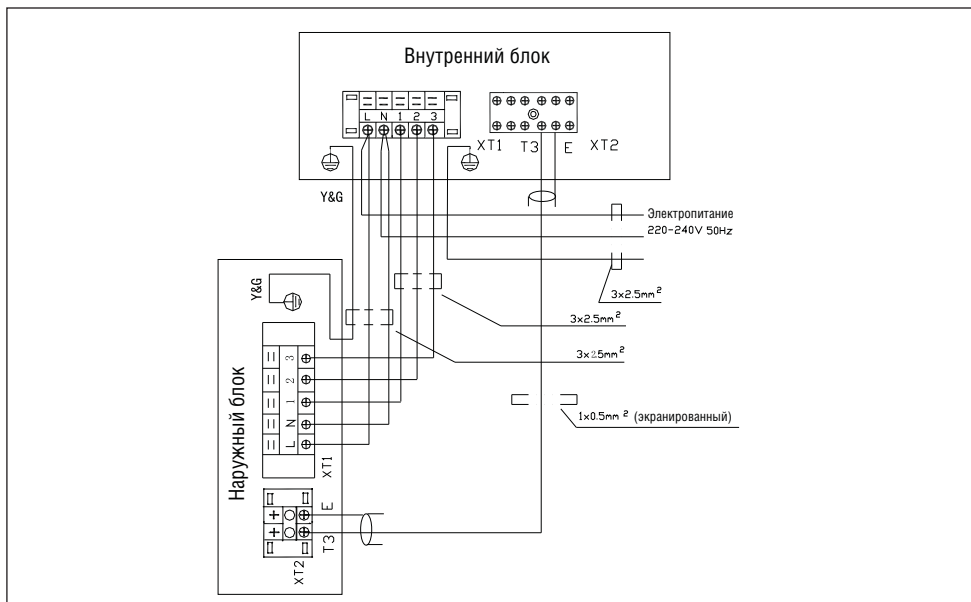 Внутренний блок
L N 1 2 3
XT1 T3 E XT2
Y&G
Электропитание
220-240V 50Hz
3x2.5mm²
3x2.5mm²
3x25mm²
1x0.5mm² (экранированный)
Наружный блок
Y&G
3
2
1
N
L
XT1
E
T3
XT2